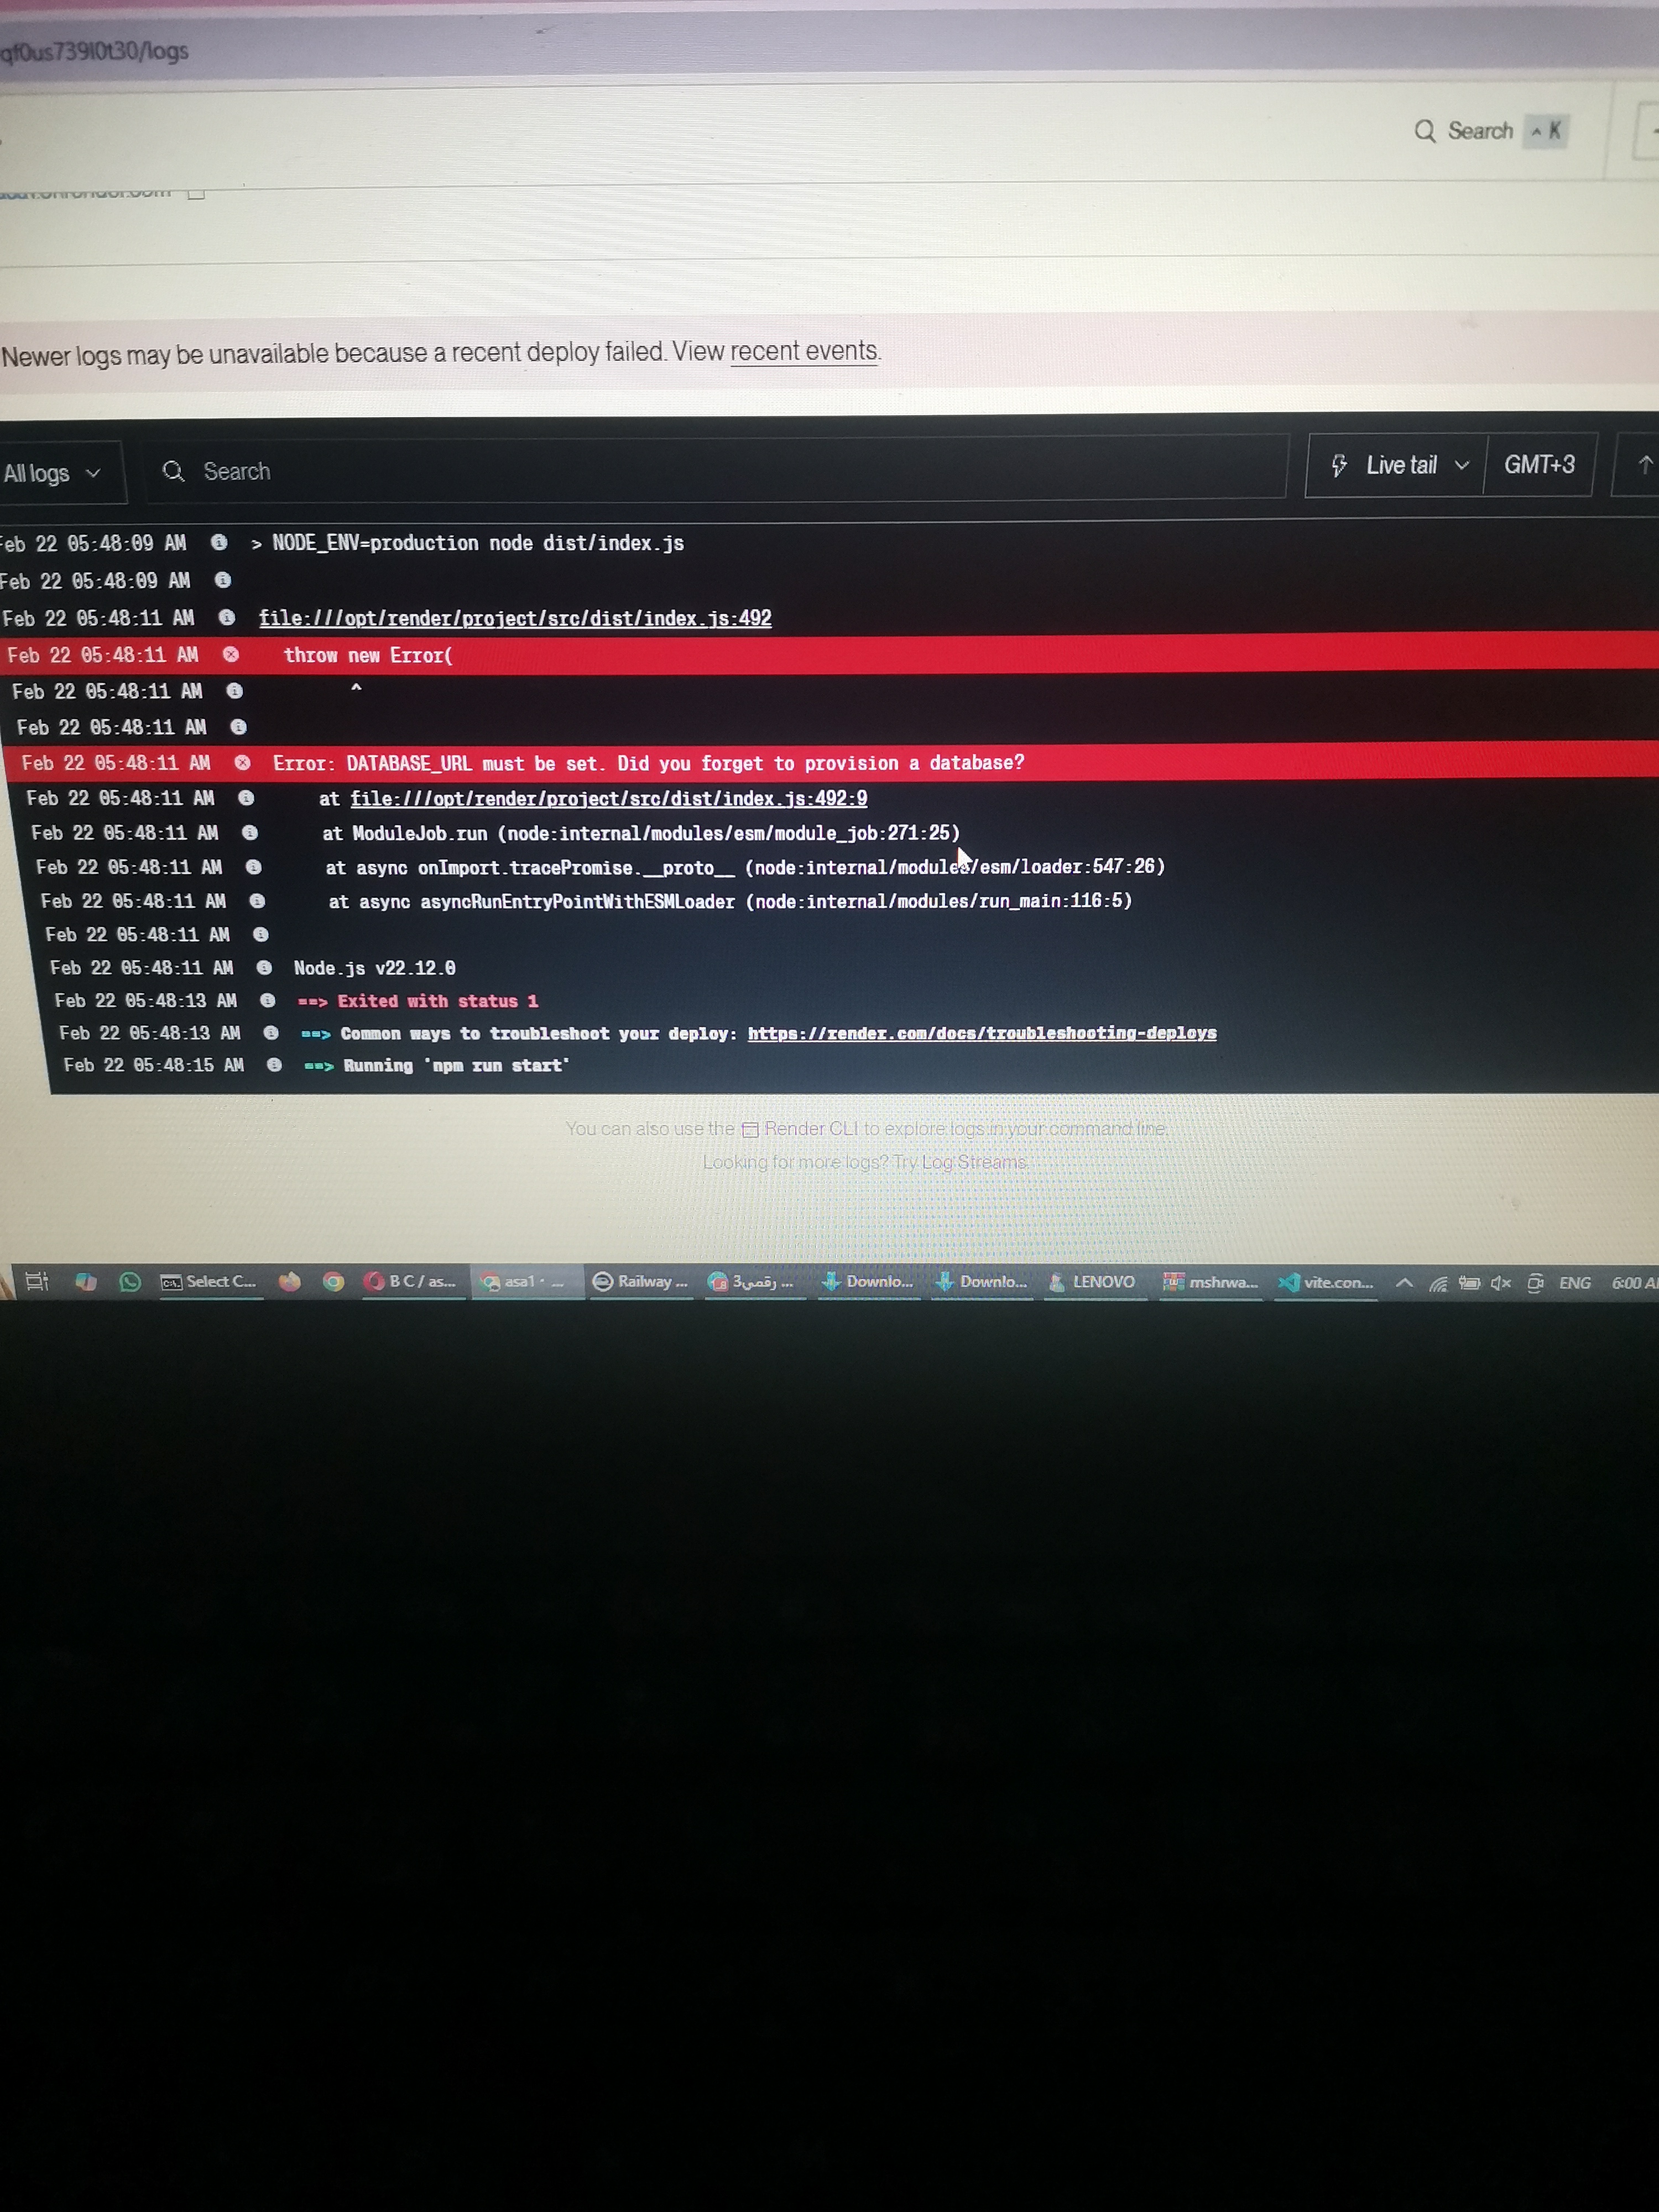 qf0us739l0t30/logs
Search ^ K
Newer logs may be unavailable because a recent deploy failed. View recent events.
All logs
Search
Live tail
GMT+3
Feb 22 05:48:09 AM > NODE_ENV=production node dist/index.js
Feb 22 05:48:09 AM
Feb 22 05:48:11 AM file:///opt/render/project/src/dist/index.js:492
Feb 22 05:48:11 AM throw new Error(
Feb 22 05:48:11 AM ^
Feb 22 05:48:11 AM
Feb 22 05:48:11 AM Error: DATABASE_URL must be set. Did you forget to provision a database?
Feb 22 05:48:11 AM at file:///opt/render/project/src/dist/index.js:492:9
Feb 22 05:48:11 AM at ModuleJob.run (node:internal/modules/esm/module_job:271:25)
Feb 22 05:48:11 AM at async onImport.tracePromise.__proto__ (node:internal/modules/esm/loader:547:26)
Feb 22 05:48:11 AM at async asyncRunEntryPointWithESMLoader (node:internal/modules/run_main:116:5)
Feb 22 05:48:11 AM
Feb 22 05:48:11 AM Node.js v22.12.0
Feb 22 05:48:13 AM ==> Exited with status 1
Feb 22 05:48:13 AM ==> Common ways to troubleshoot your deploy: https://render.com/docs/troubleshooting-deploys
Feb 22 05:48:15 AM ==> Running 'npm run start'
You can also use the Render CLI to explore logs in your command line.
Looking for more logs? Try Log Streams.
Select C... B C / as... asa1 · ... Railway ... رقمي3 ... Downlo... Downlo... LENOVO mshrwa... vite.con... ENG 6:00 A